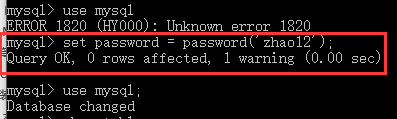 mysql> use mysql
ERROR 1820 (HY000): Unknown error 1820
mysql> set password = password('zhao12');
Query OK, 0 rows affected, 1 warning (0.00 sec)
mysql> use mysql;
Database changed